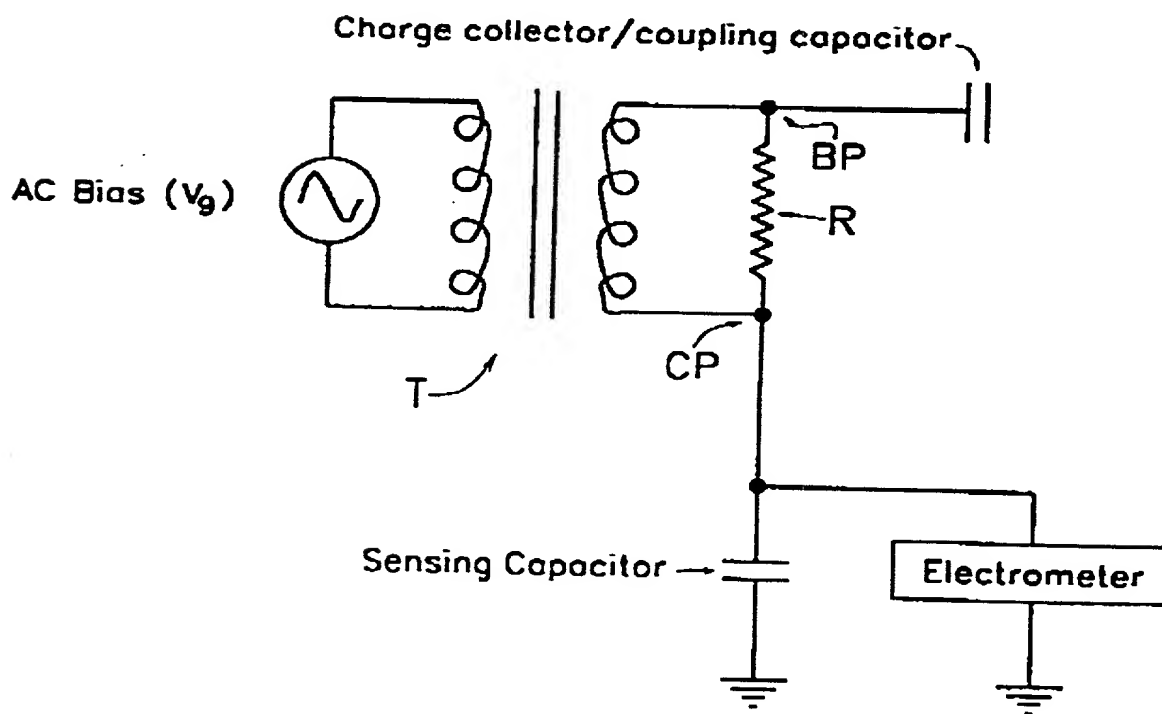 Charge collector/coupling capacitor
BP
AC Bias (Vg)
R
CP
T
Sensing Capacitor
Electrometer